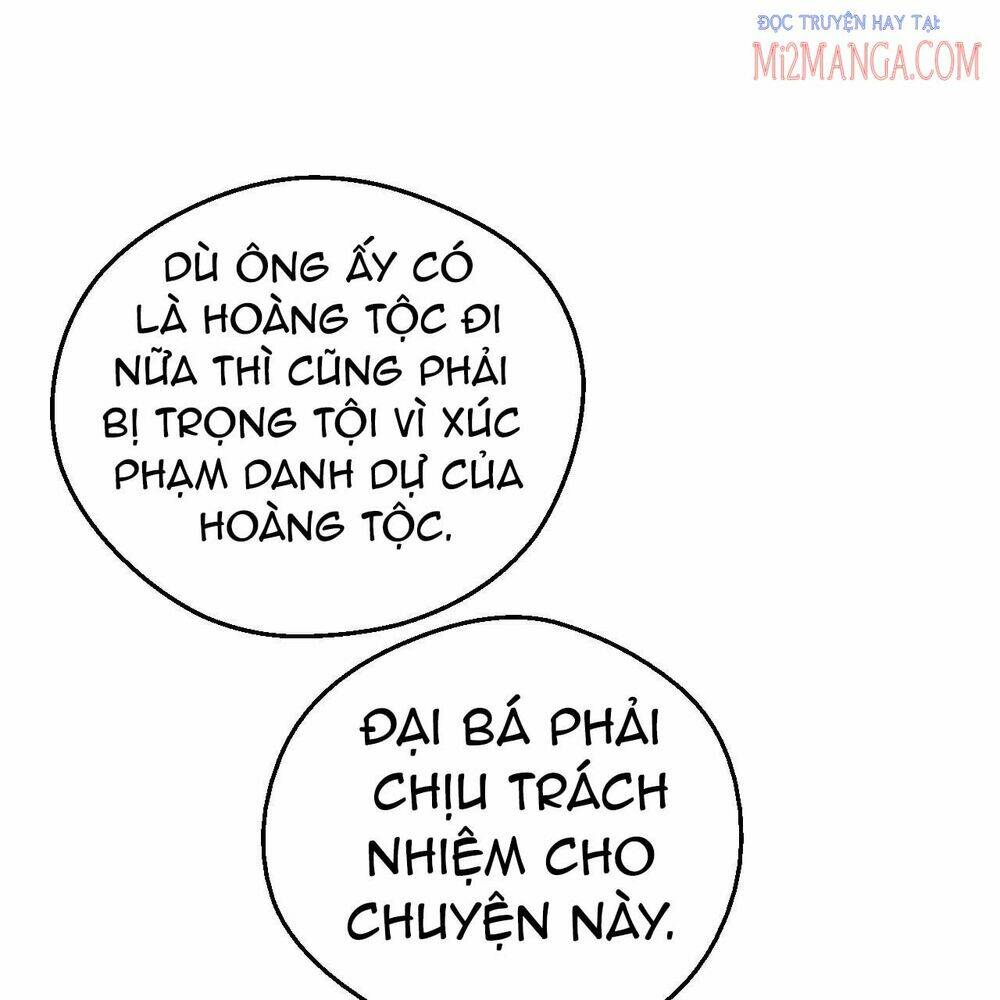 ĐỌC TRUYỆN HAY TẠI:
MI2MANGA.COM
DÙ ÔNG ẤY CÓ
LÀ HOÀNG TỘC ĐI
NỮA THÌ CŨNG PHẢI
BỊ TRỌNG TỘI VÌ XÚC
PHẠM DANH DỰ CỦA
HOÀNG TỘC.
ĐẠI BÁ PHẢI
CHỊU TRÁCH
NHIỆM CHO
CHUYỆN NÀY.